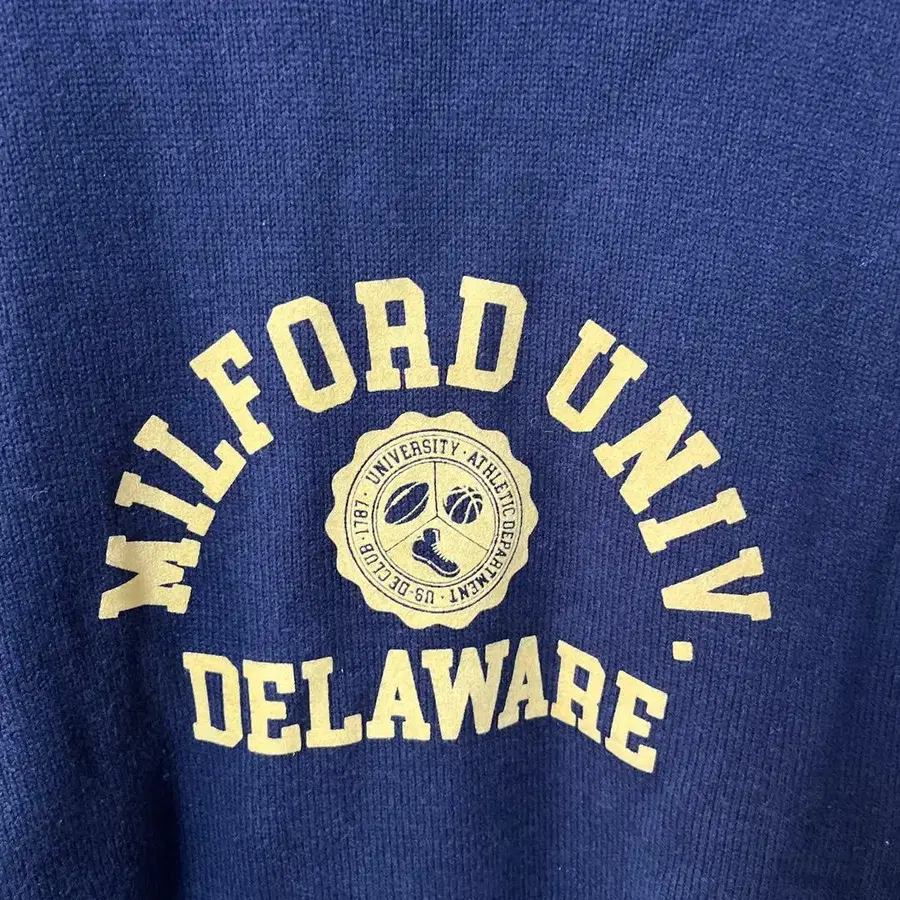 MILFORD UNIV.
UNIVERSITY · ATHLETIC DEPARTMENT · US-DE CLUB · 1787 ·
DELAWARE